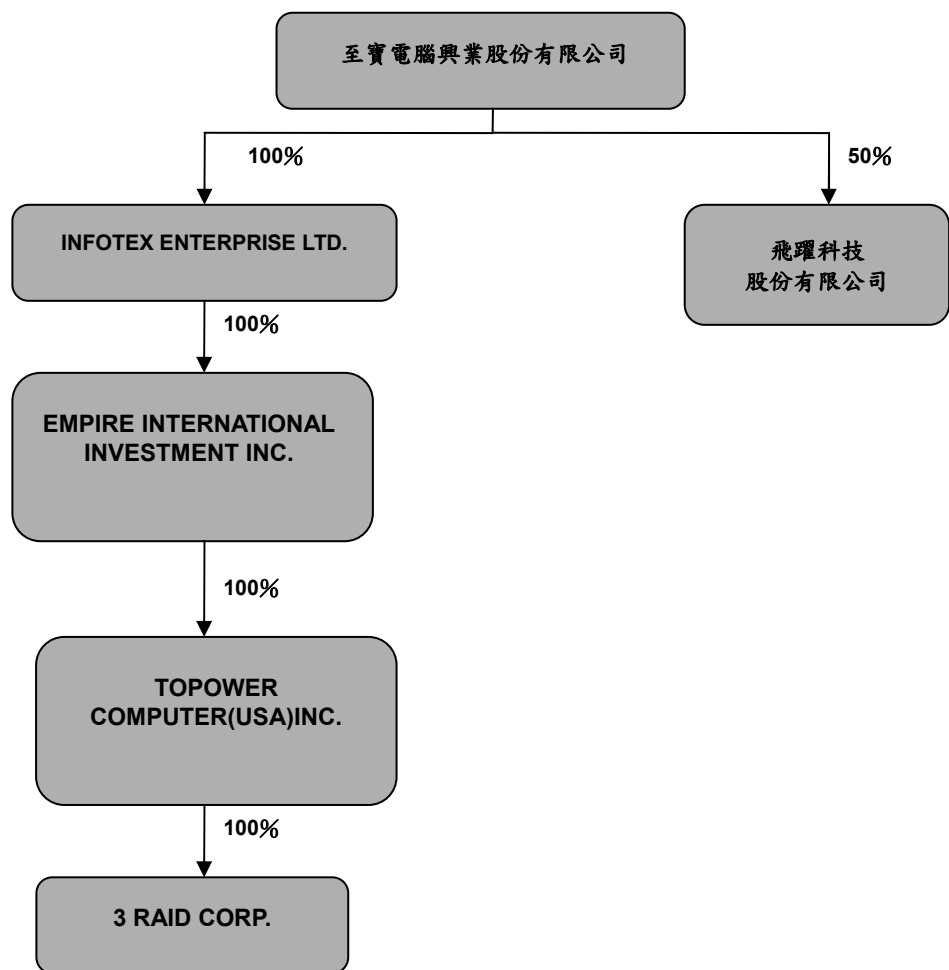 至寶電腦興業股份有限公司
100%
50%
INFOTEX ENTERPRISE LTD.
飛躍科技
股份有限公司
100%
EMPIRE INTERNATIONAL
INVESTMENT INC.
100%
TOPOWER
COMPUTER(USA)INC.
100%
3 RAID CORP.